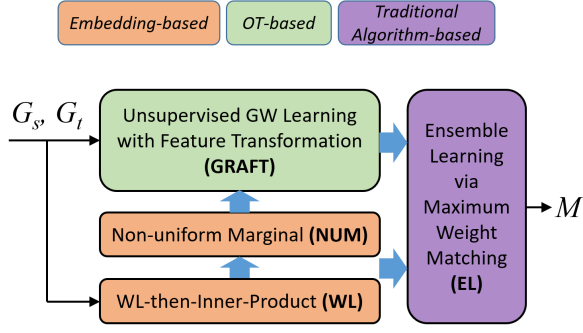 Embedding-based
OT-based
Traditional
Algorithm-based
Gs, Gt
Unsupervised GW Learning
with Feature Transformation
(GRAFT)
Non-uniform Marginal (NUM)
WL-then-Inner-Product (WL)
Ensemble
Learning
via
Maximum
Weight
Matching
(EL)
M